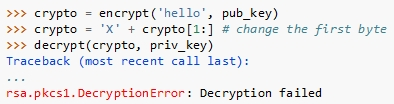 >>> crypto = encrypt('hello', pub_key)
>>> crypto = 'X' + crypto[1:] # change the first byte
>>> decrypt(crypto, priv_key)
Traceback (most recent call last):
...
rsa.pkcs1.DecryptionError: Decryption failed